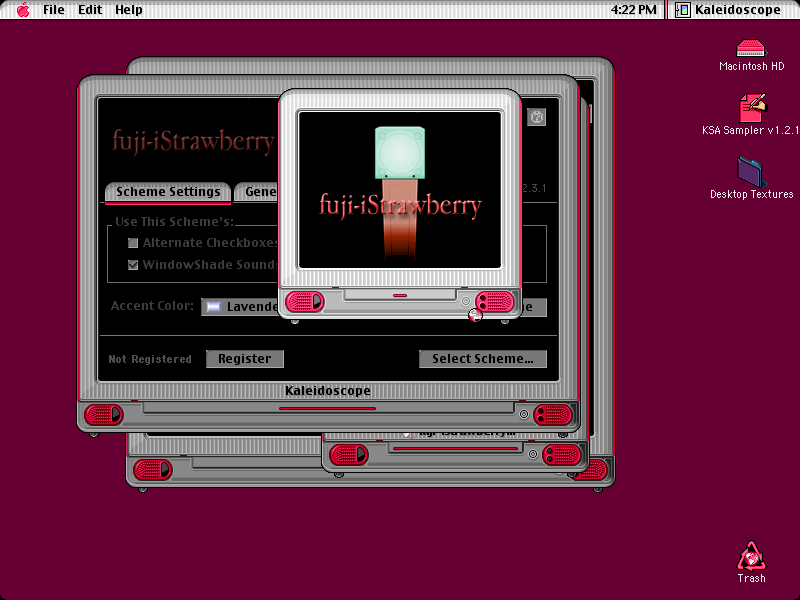 File Edit Help
4:22 PM
Kaleidoscope
Macintosh HD
KSA Sampler v1.2.1
Desktop Textures
fuji-iStrawberry
fuji-iStrawberry
Scheme Settings
2.3.1
Use This Scheme's:
Alternate Checkboxes
WindowShade Sounds
Accent Color:
Not Registered
Register
Select Scheme...
Kaleidoscope
fuji-iStrawberry...
Trash